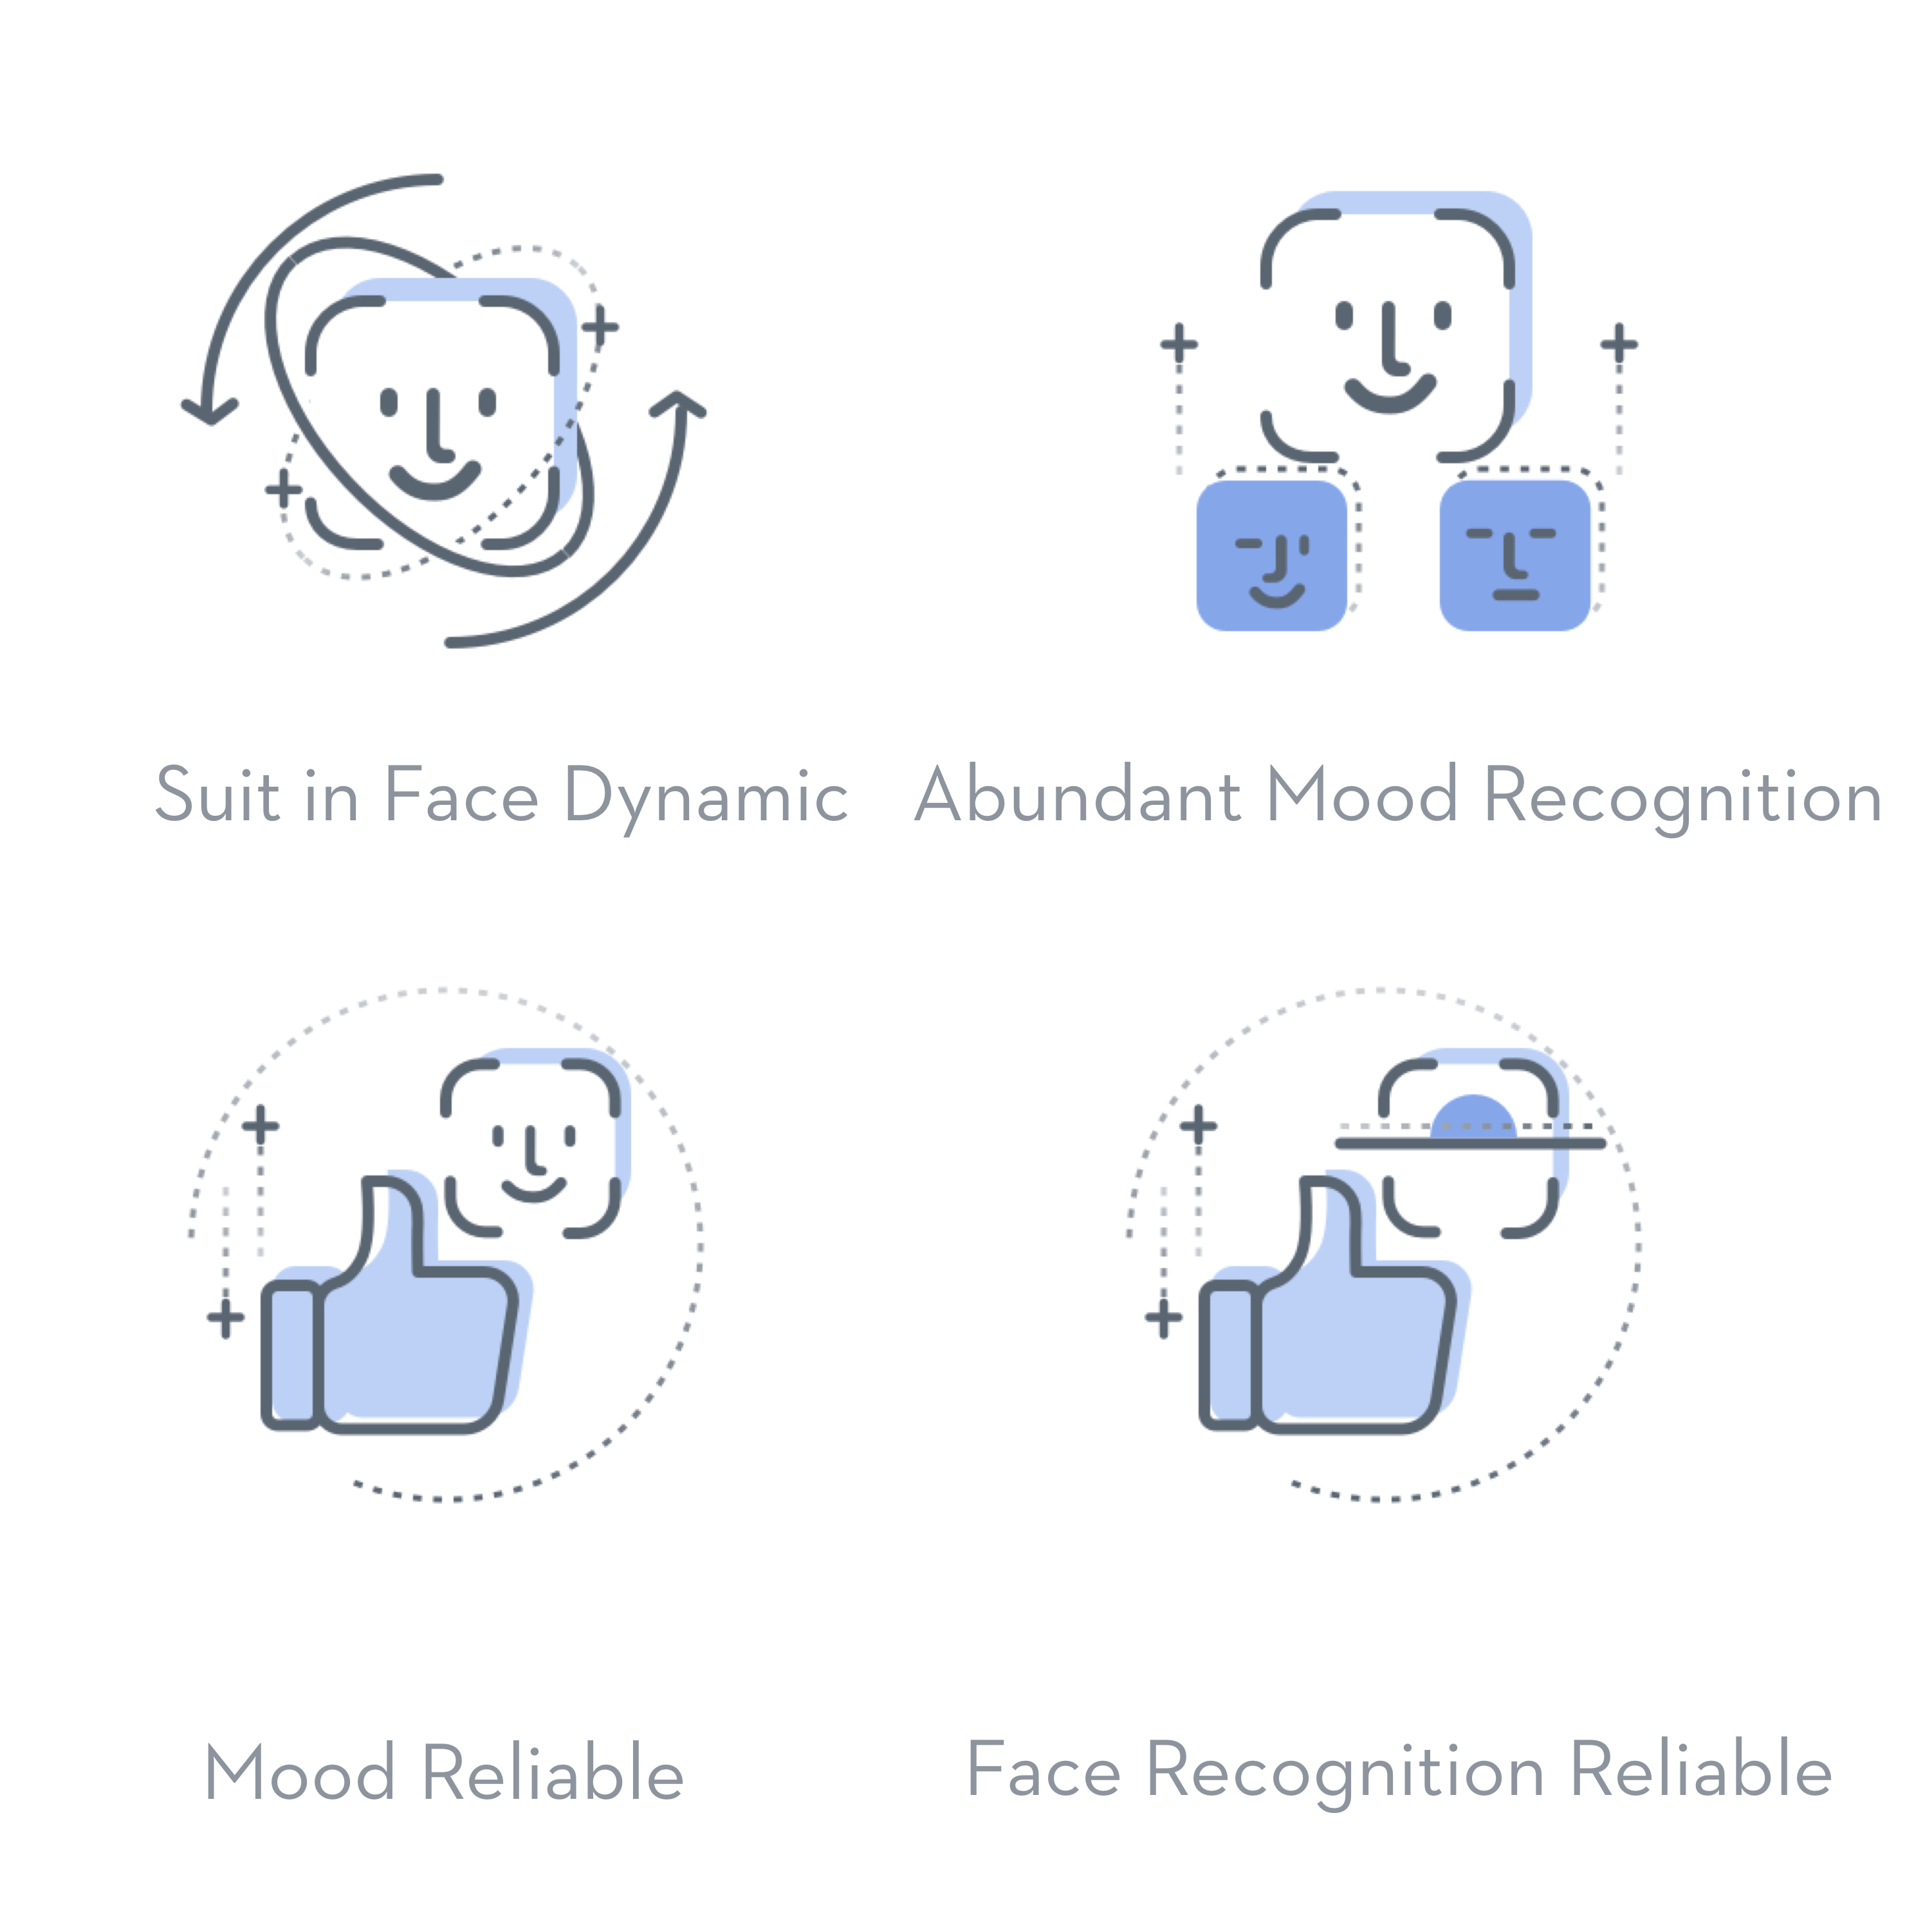 Suit in Face Dynamic
Abundant Mood Recognition
Mood Reliable
Face Recognition Reliable